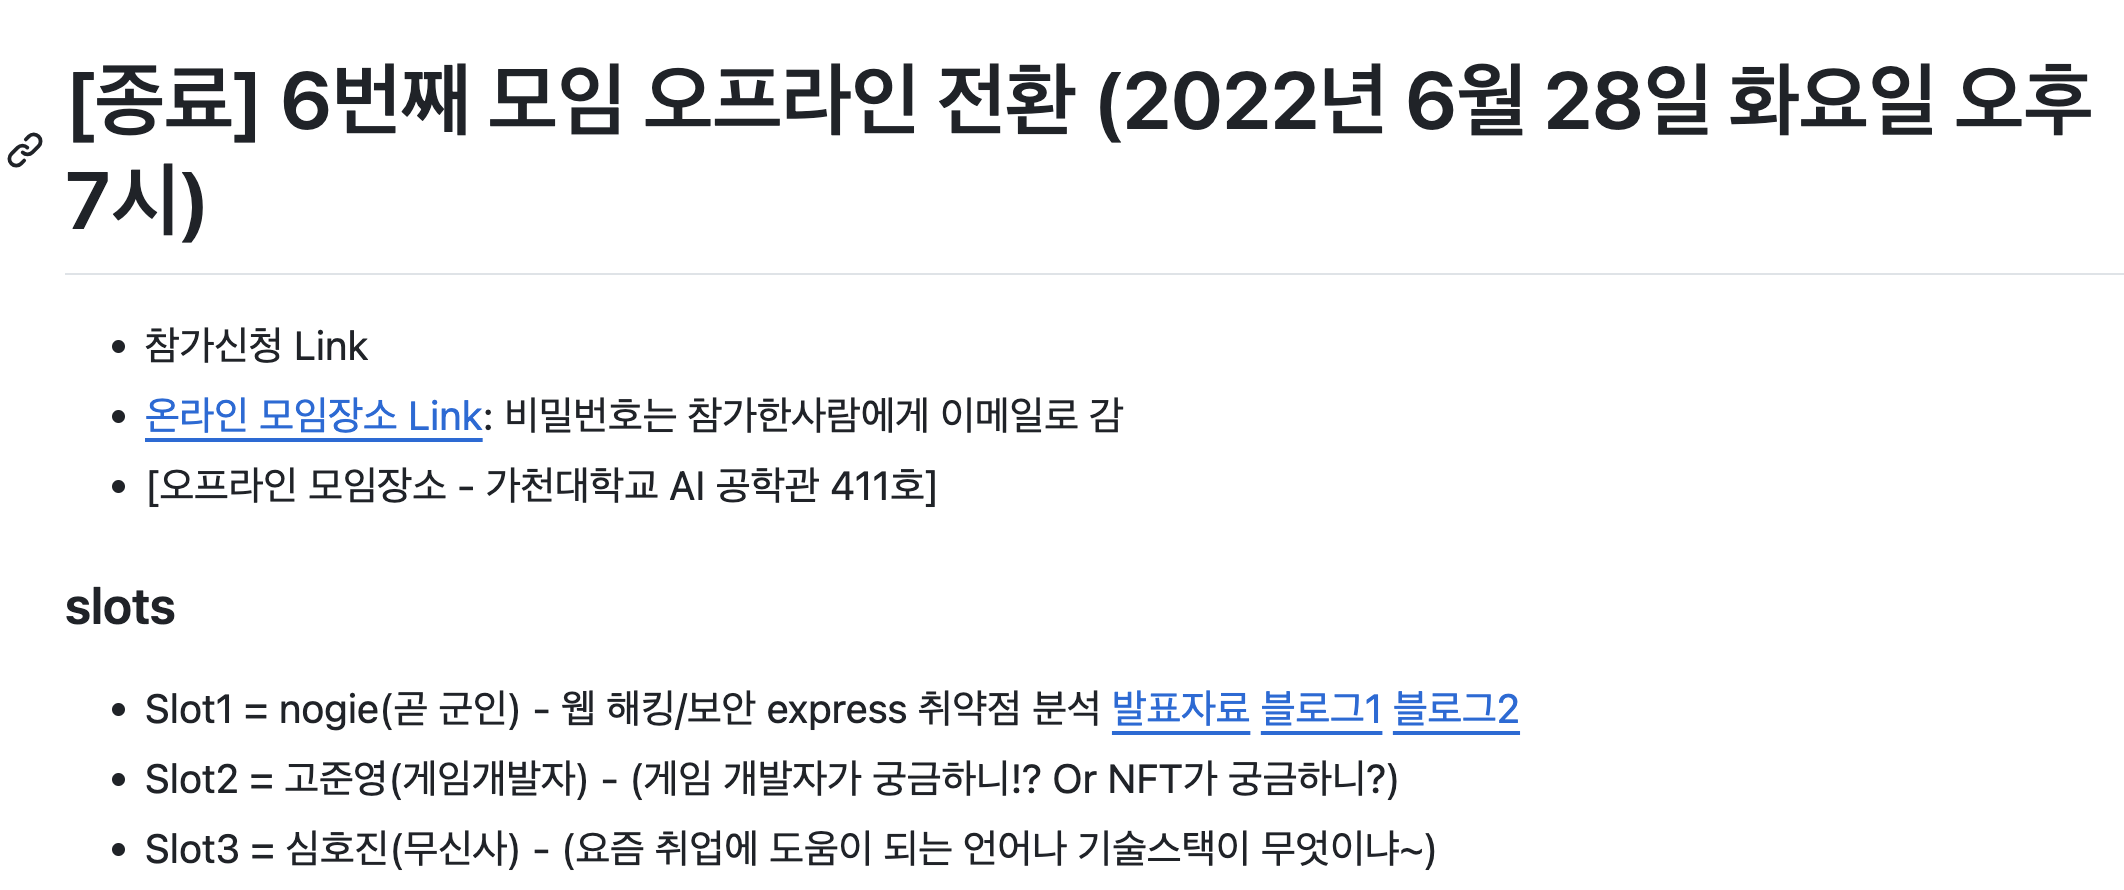 [종료] 6번째 모임 오프라인 전환 (2022년 6월 28일 화요일 오후
7시)
참가신청 Link
온라인 모임장소 Link: 비밀번호는 참가한사람에게 이메일로 감
[오프라인 모임장소 - 가천대학교 AI 공학관 411호]
slots
Slot1 = nogie(곧 군인) - 웹 해킹/보안 express 취약점 분석 발표자료 블로그1 블로그2
Slot2 = 고준영(게임개발자) - (게임 개발자가 궁금하니!? Or NFT가 궁금하니?)
Slot3 = 심호진(무신사) - (요즘 취업에 도움이 되는 언어나 기술스택이 무엇이냐~)